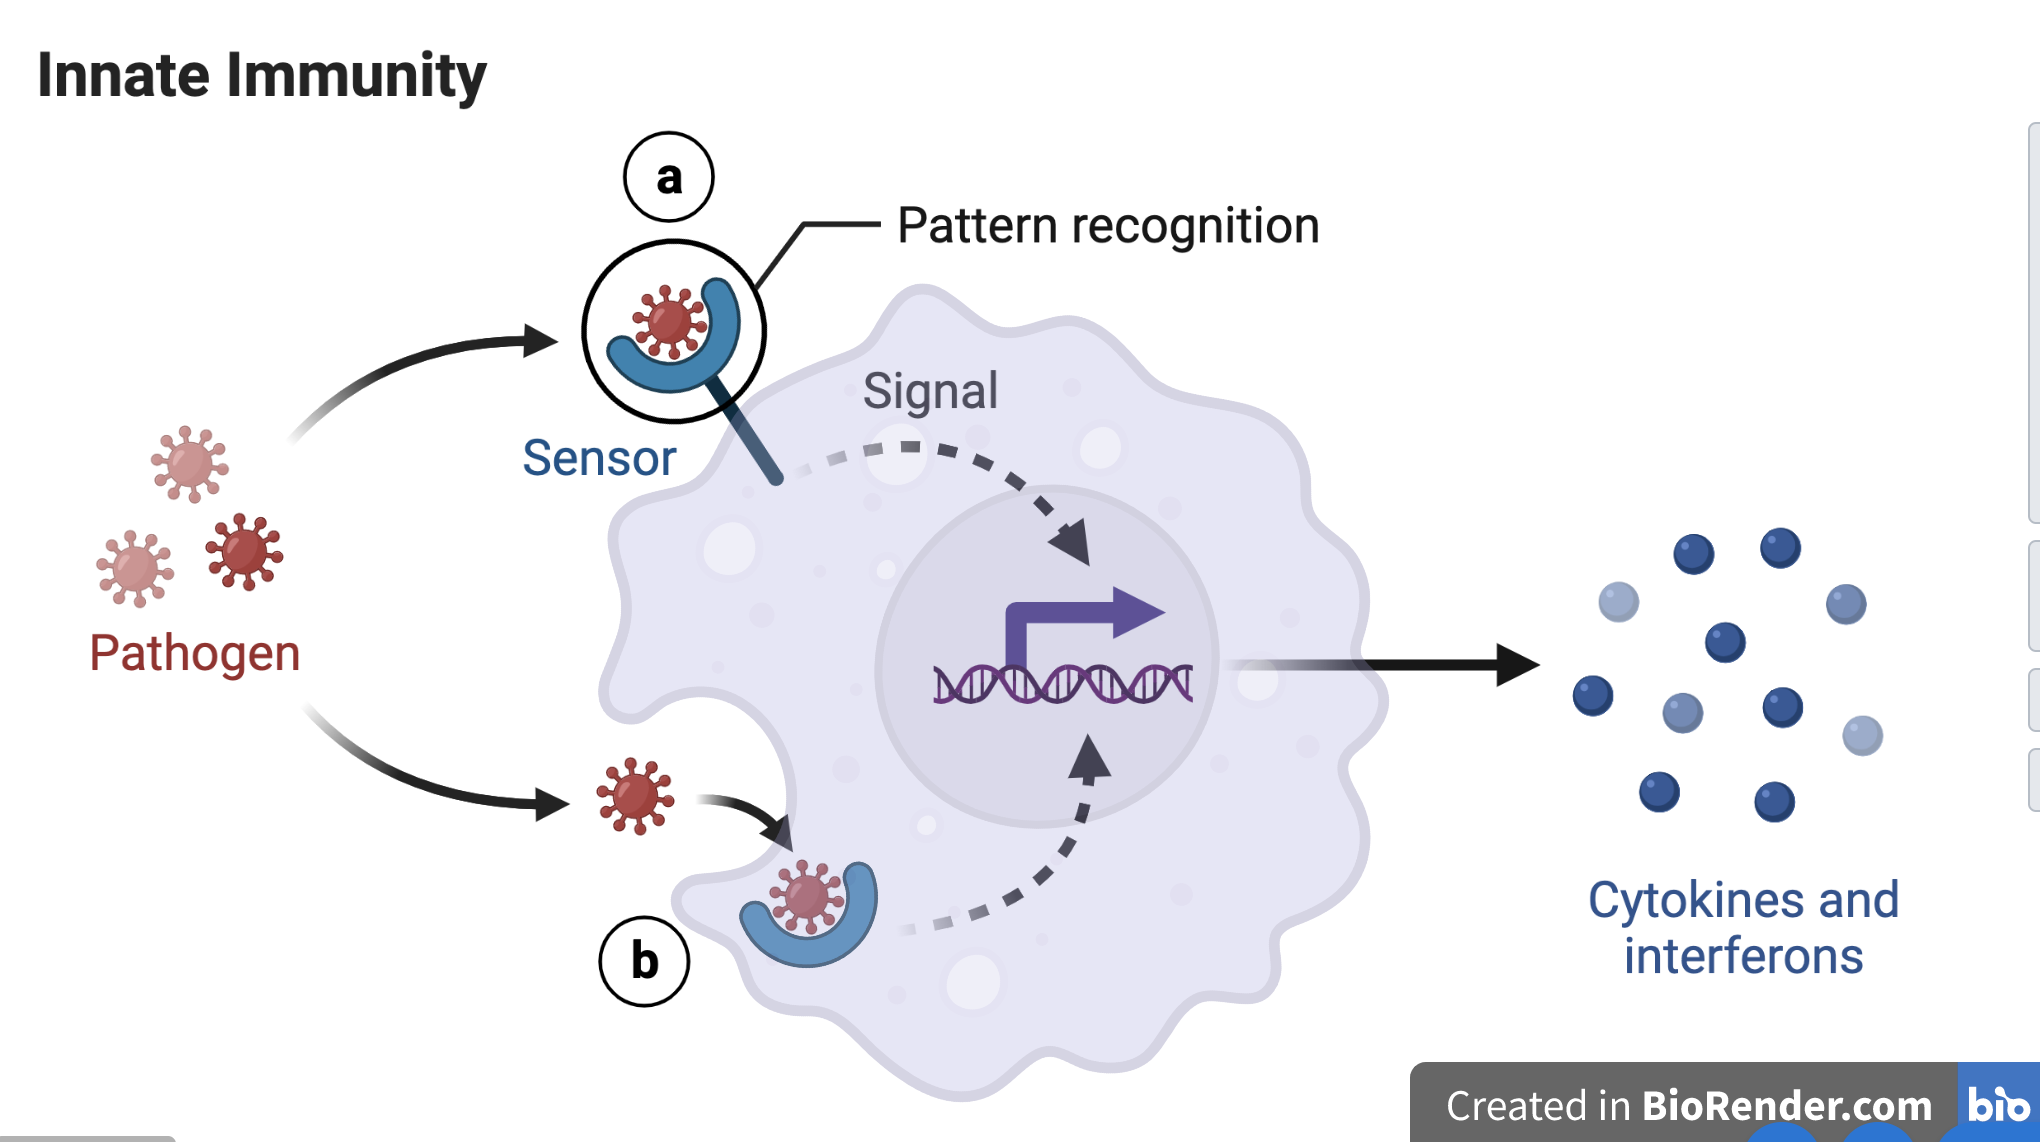 Innate Immunity
a
Pattern recognition
Signal
Sensor
Pathogen
b
Cytokines and
interferons
Created in BioRender.com bio